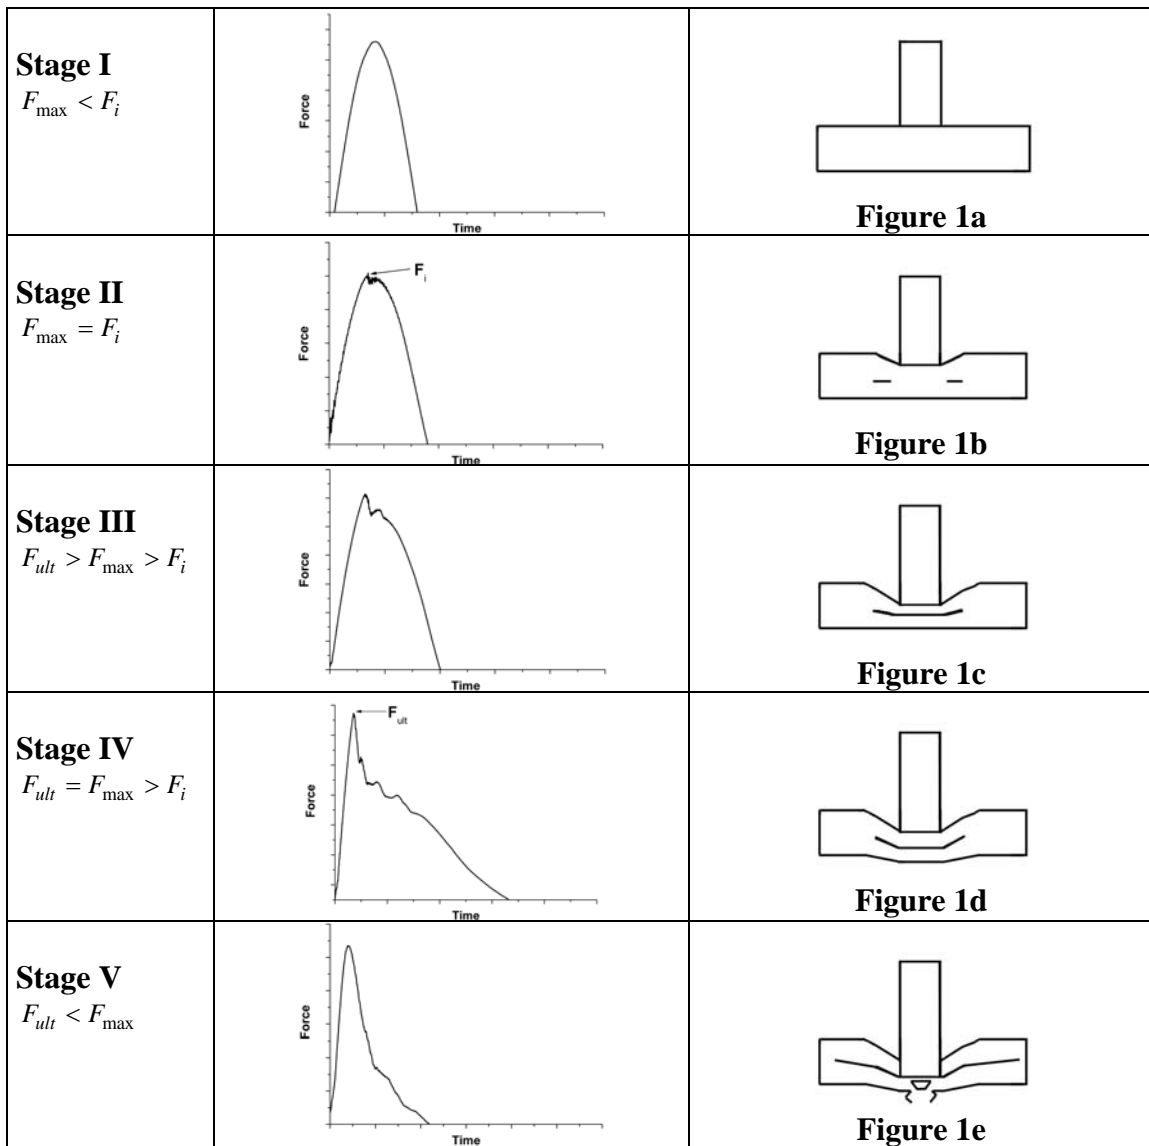 Stage I
F_max < F_i
Force
Time
Figure 1a
Stage II
F_max = F_i
Force
F_i
Time
Figure 1b
Stage III
F_ult > F_max > F_i
Force
Time
Figure 1c
Stage IV
F_ult = F_max > F_i
Force
F_ult
Time
Figure 1d
Stage V
F_ult < F_max
Force
Time
Figure 1e